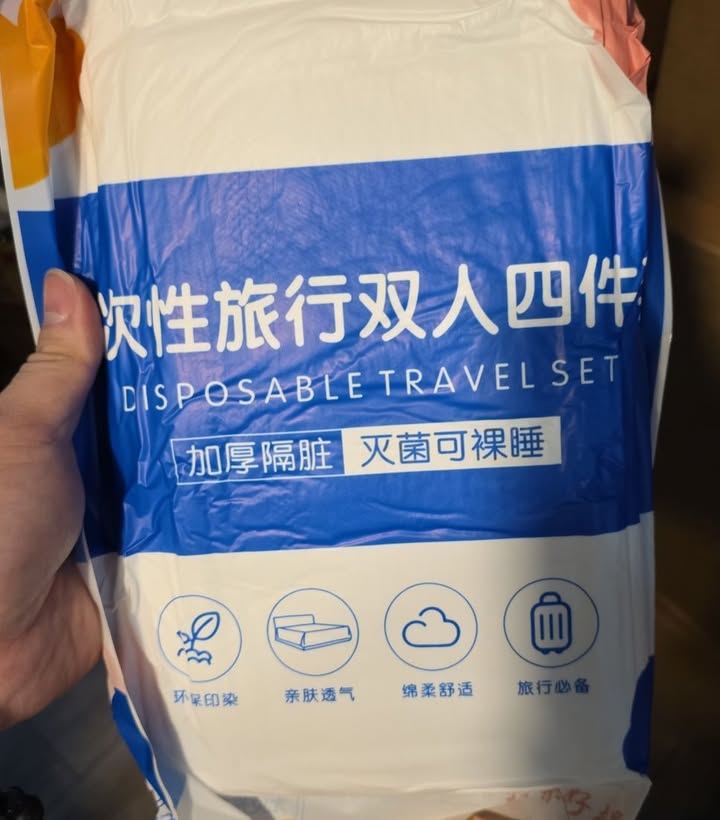 次性旅行双人四件
DISPOSABLE TRAVEL SET
加厚隔脏 灭菌可裸睡
环保印染 亲肤透气 绵柔舒适 旅行必备